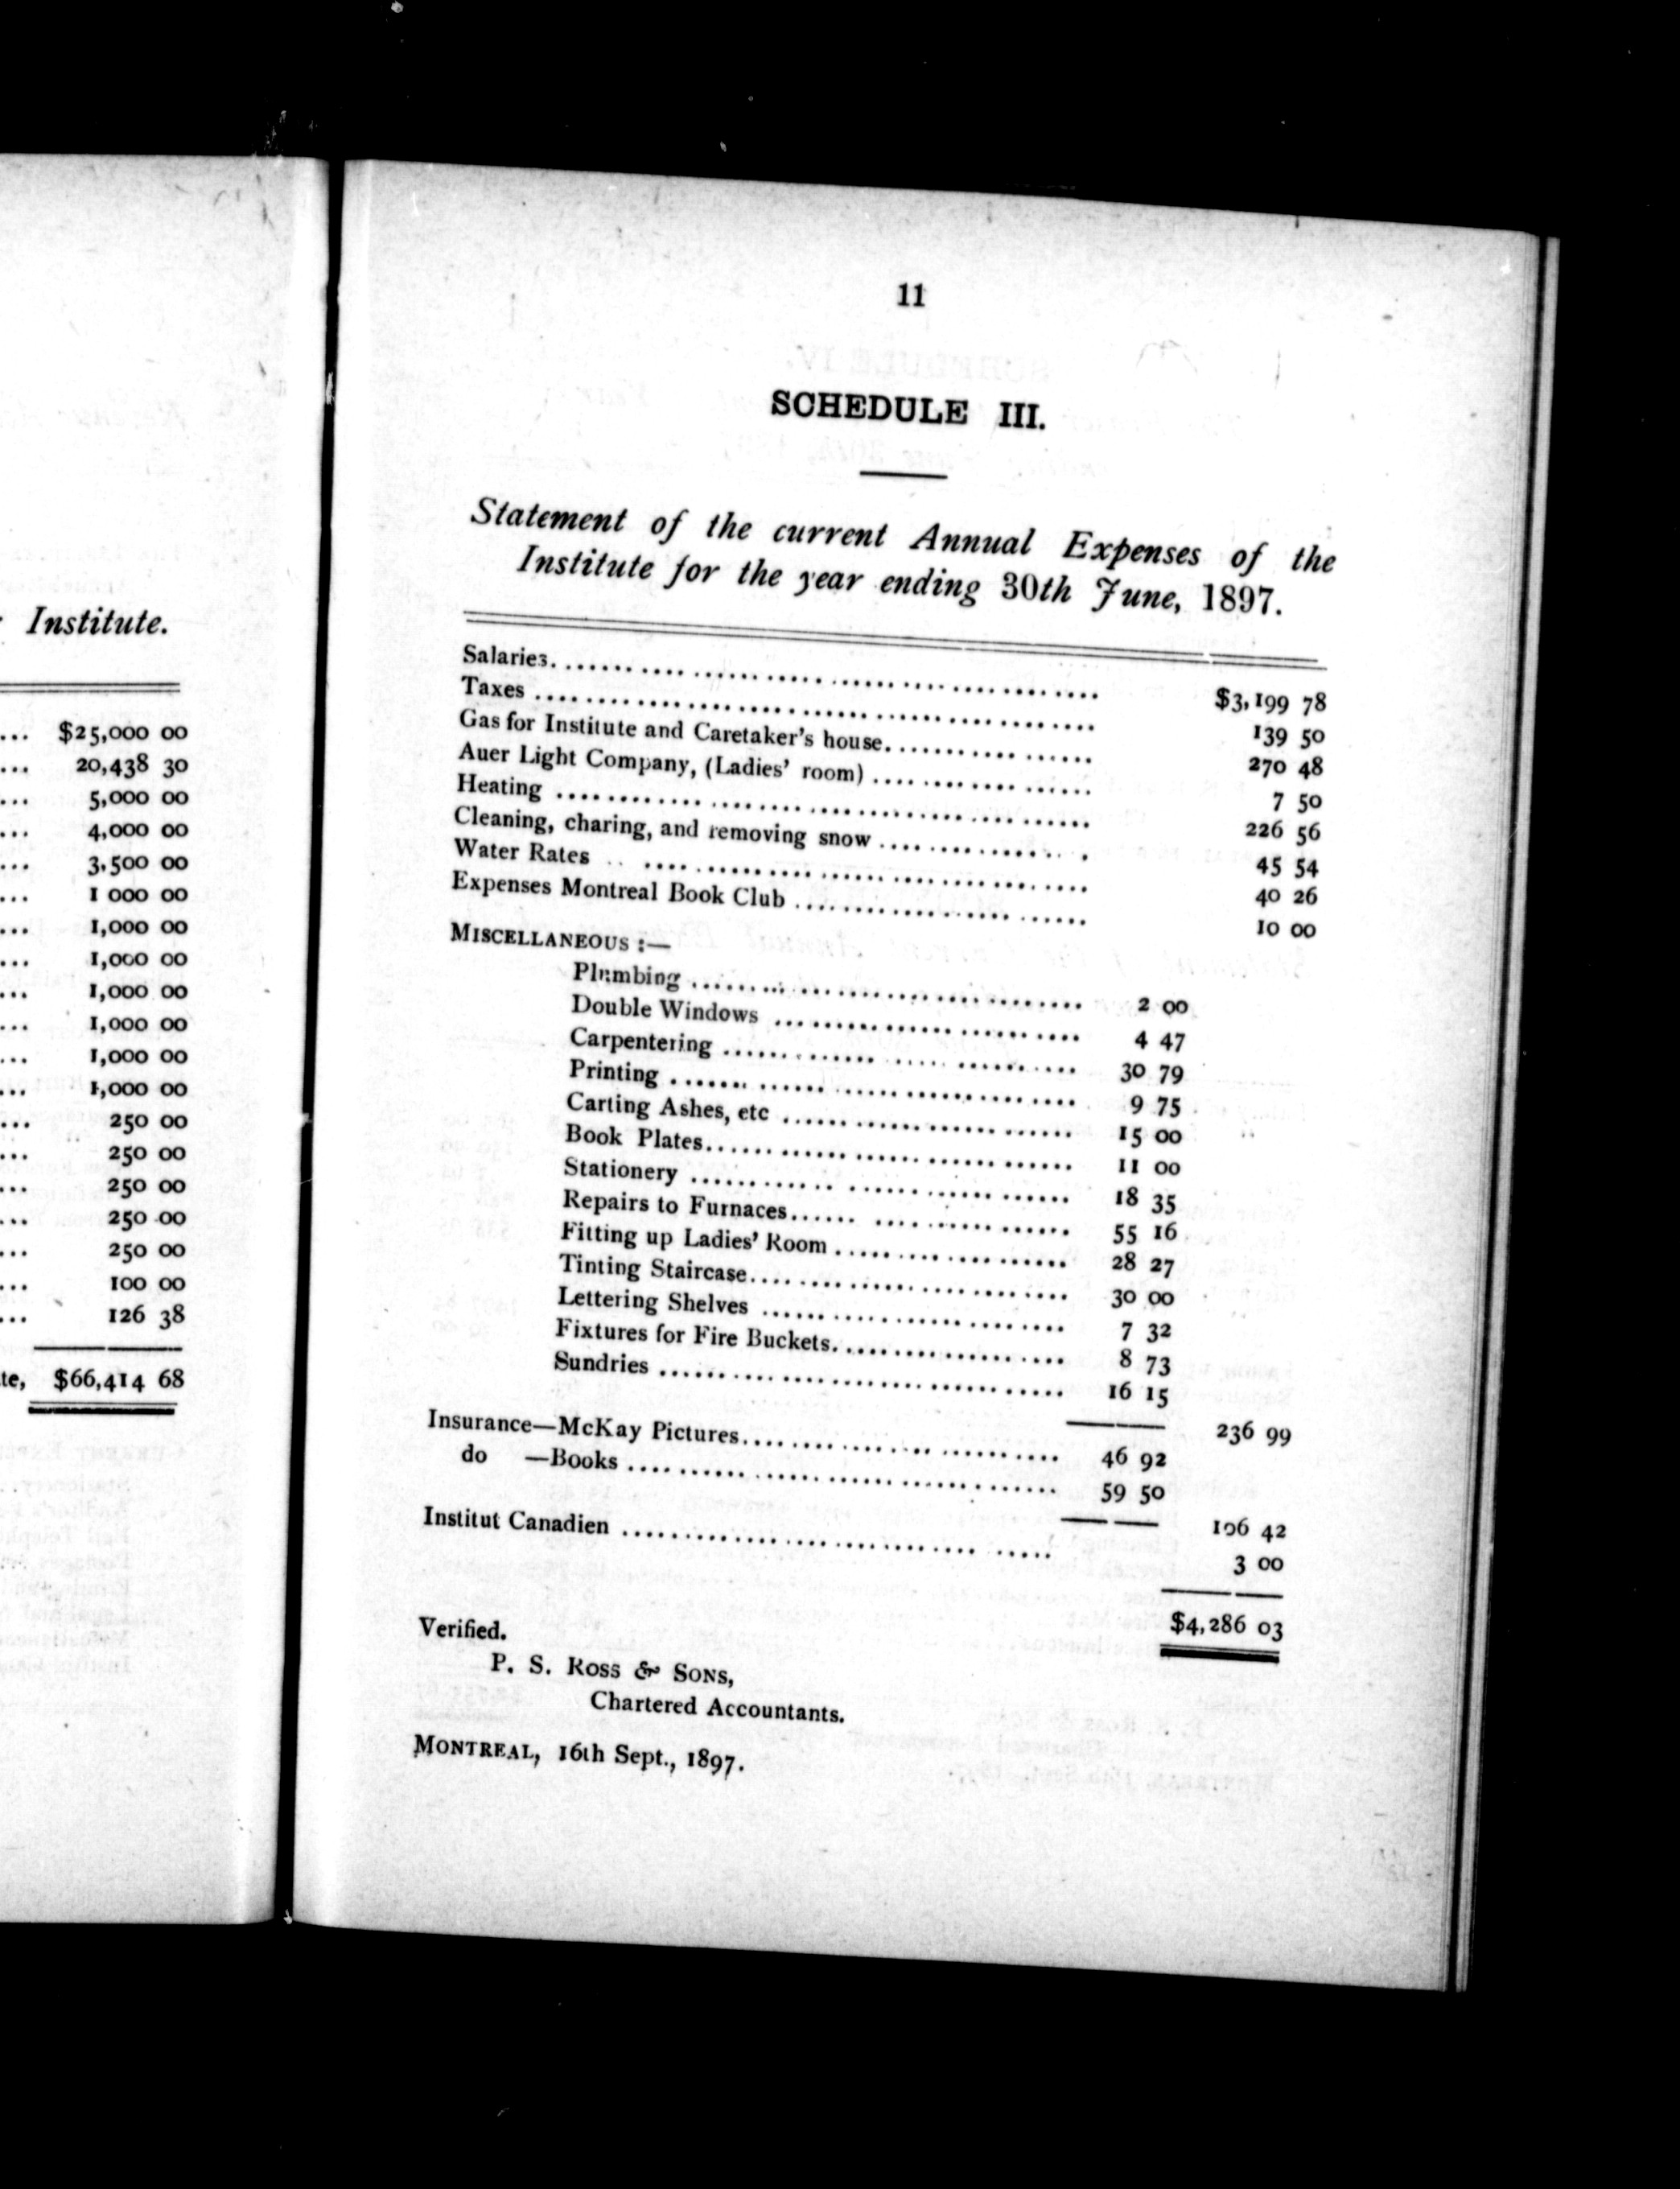 Institute.
$25,000 00
20,438 30
5,000 00
4,000 00
3,500 00
1 000 00
1,000 00
1,000 00
1,000 00
1,000 00
1,000 00
1,000 00
250 00
250 00
250 00
250 00
250 00
100 00
126 38
te, $66,414 68
11
SCHEDULE III.
Statement of the current Annual Expenses of the
Institute for the year ending 30th June, 1897.
Salaries. $3,199 78
Taxes 139 50
Gas for Institute and Caretaker's house. 270 48
Auer Light Company, (Ladies' room) 7 50
Heating 226 56
Cleaning, charing, and removing snow 45 54
Water Rates 40 26
Expenses Montreal Book Club 10 00
MISCELLANEOUS :—
Plumbing 2 00
Double Windows 4 47
Carpentering 30 79
Printing 9 75
Carting Ashes, etc 15 00
Book Plates. 11 00
Stationery 18 35
Repairs to Furnaces. 55 16
Fitting up Ladies' Room 28 27
Tinting Staircase. 30 00
Lettering Shelves 7 32
Fixtures for Fire Buckets. 8 73
Sundries 16 15
236 99
Insurance—McKay Pictures. 46 92
do —Books 59 50
106 42
Institut Canadien 3 00
$4,286 03
Verified.
P. S. ROSS & SONS,
Chartered Accountants.
MONTREAL, 16th Sept., 1897.